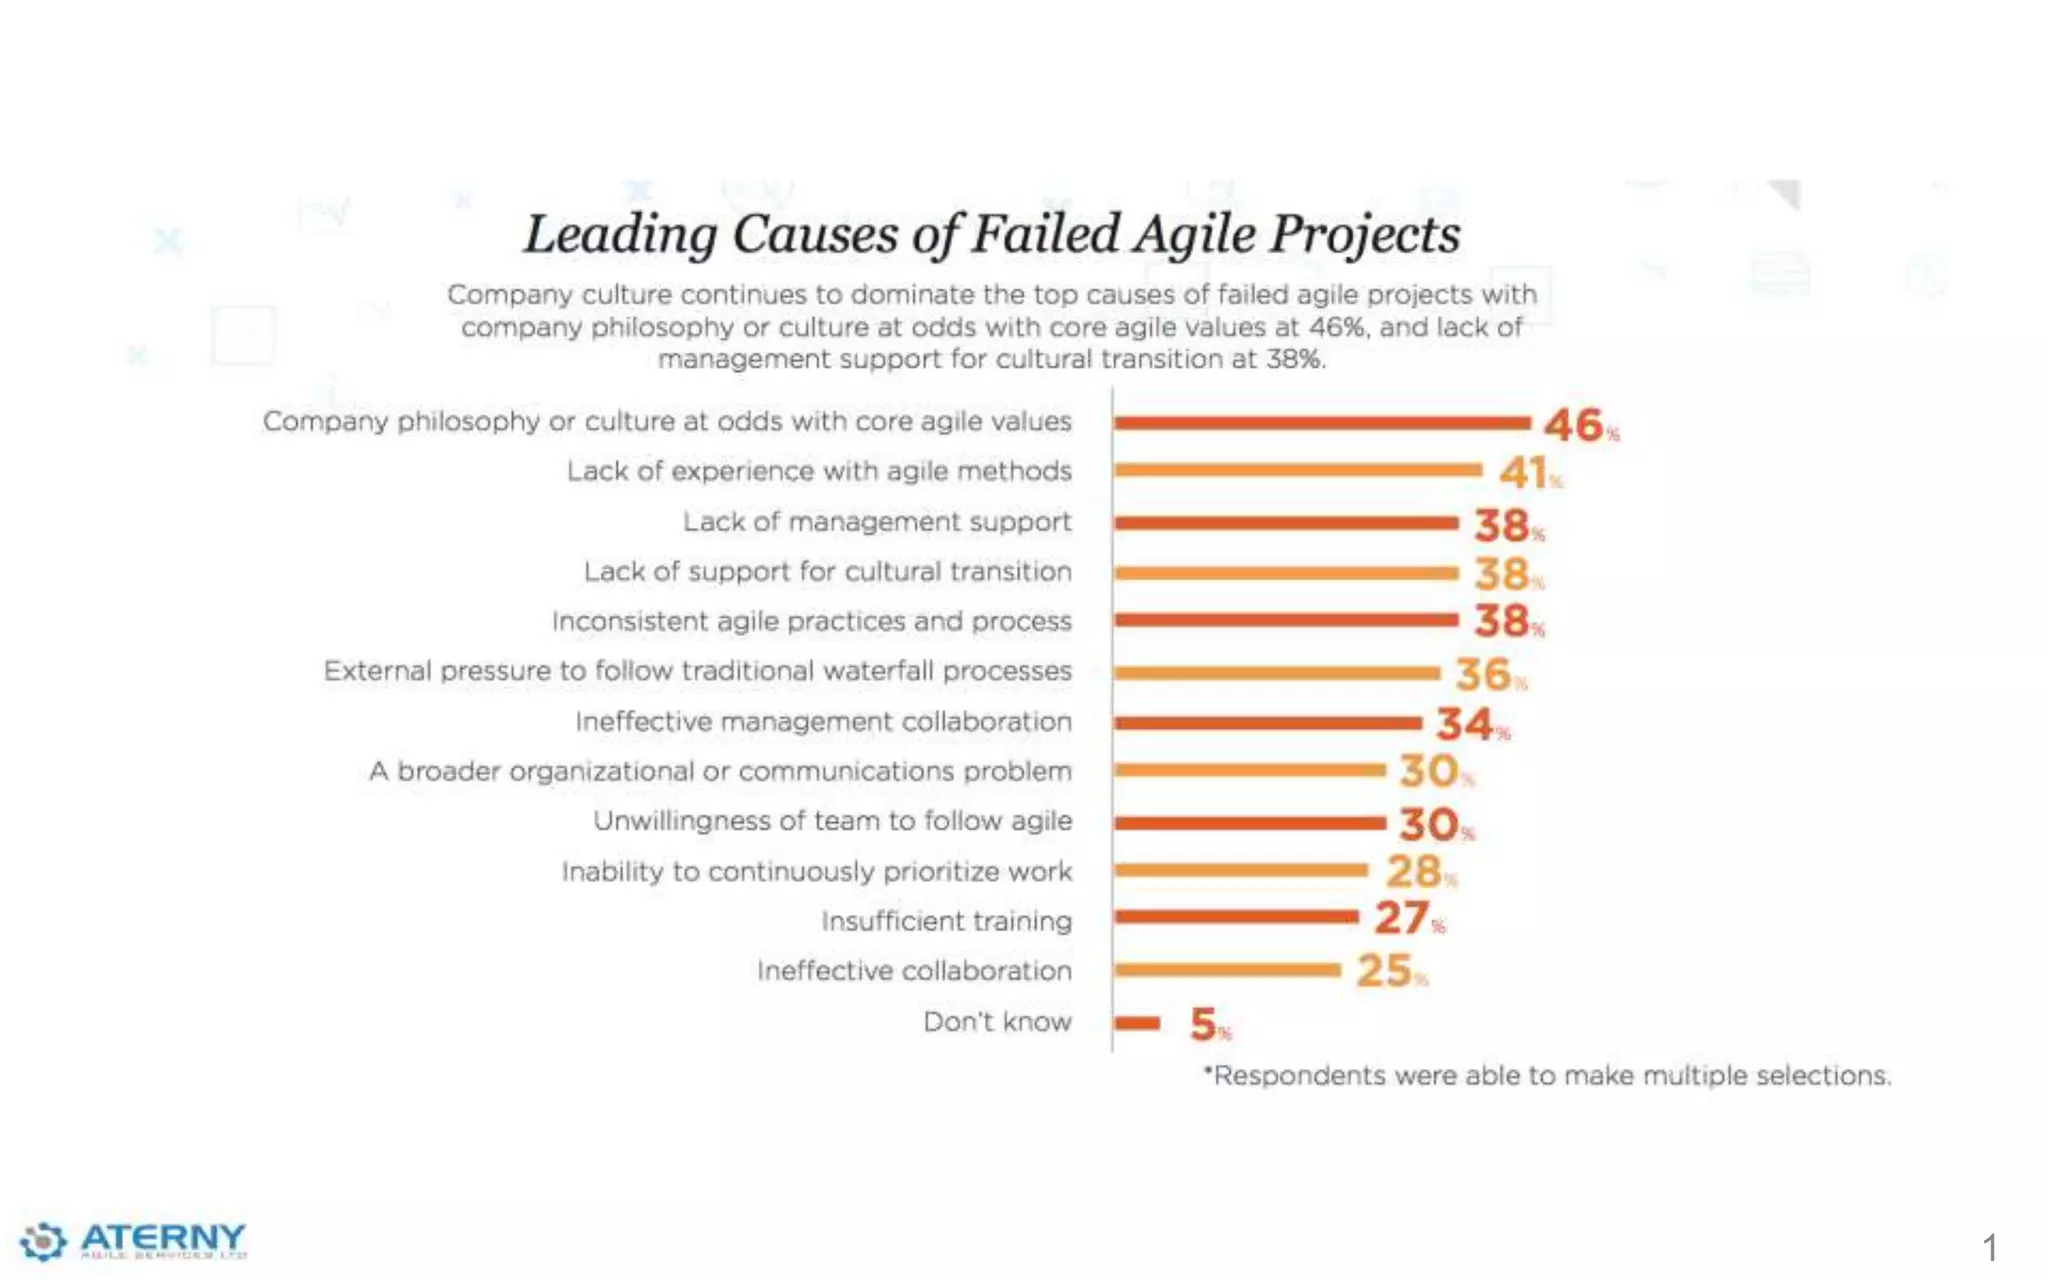 Leading Causes of Failed Agile Projects
Company culture continues to dominate the top causes of failed agile projects with
company philosophy or culture at odds with core agile values at 46%, and lack of
management support for cultural transition at 38%.
Company philosophy or culture at odds with core agile values 46%
Lack of experience with agile methods 41%
Lack of management support 38%
Lack of support for cultural transition 38%
Inconsistent agile practices and process 38%
External pressure to follow traditional waterfall processes 36%
Ineffective management collaboration 34%
A broader organizational or communications problem 30%
Unwillingness of team to follow agile 30%
Inability to continuously prioritize work 28%
Insufficient training 27%
Ineffective collaboration 25%
Don't know 5%
*Respondents were able to make multiple selections.
ATERNY
AGILE SERVICES LTD
1